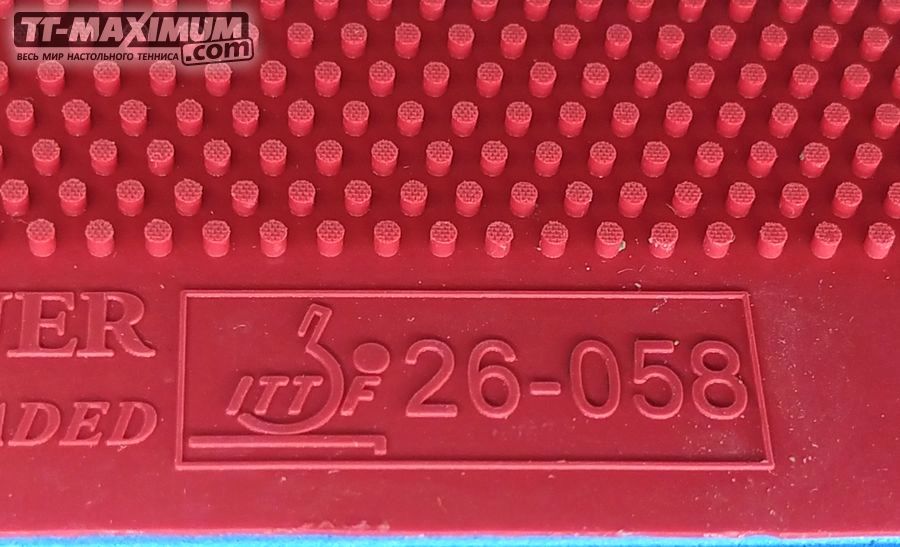 TT-MAXIMUM
.com
ВЕСЬ МИР НАСТОЛЬНОГО ТЕННИСА
ITTF 26-058